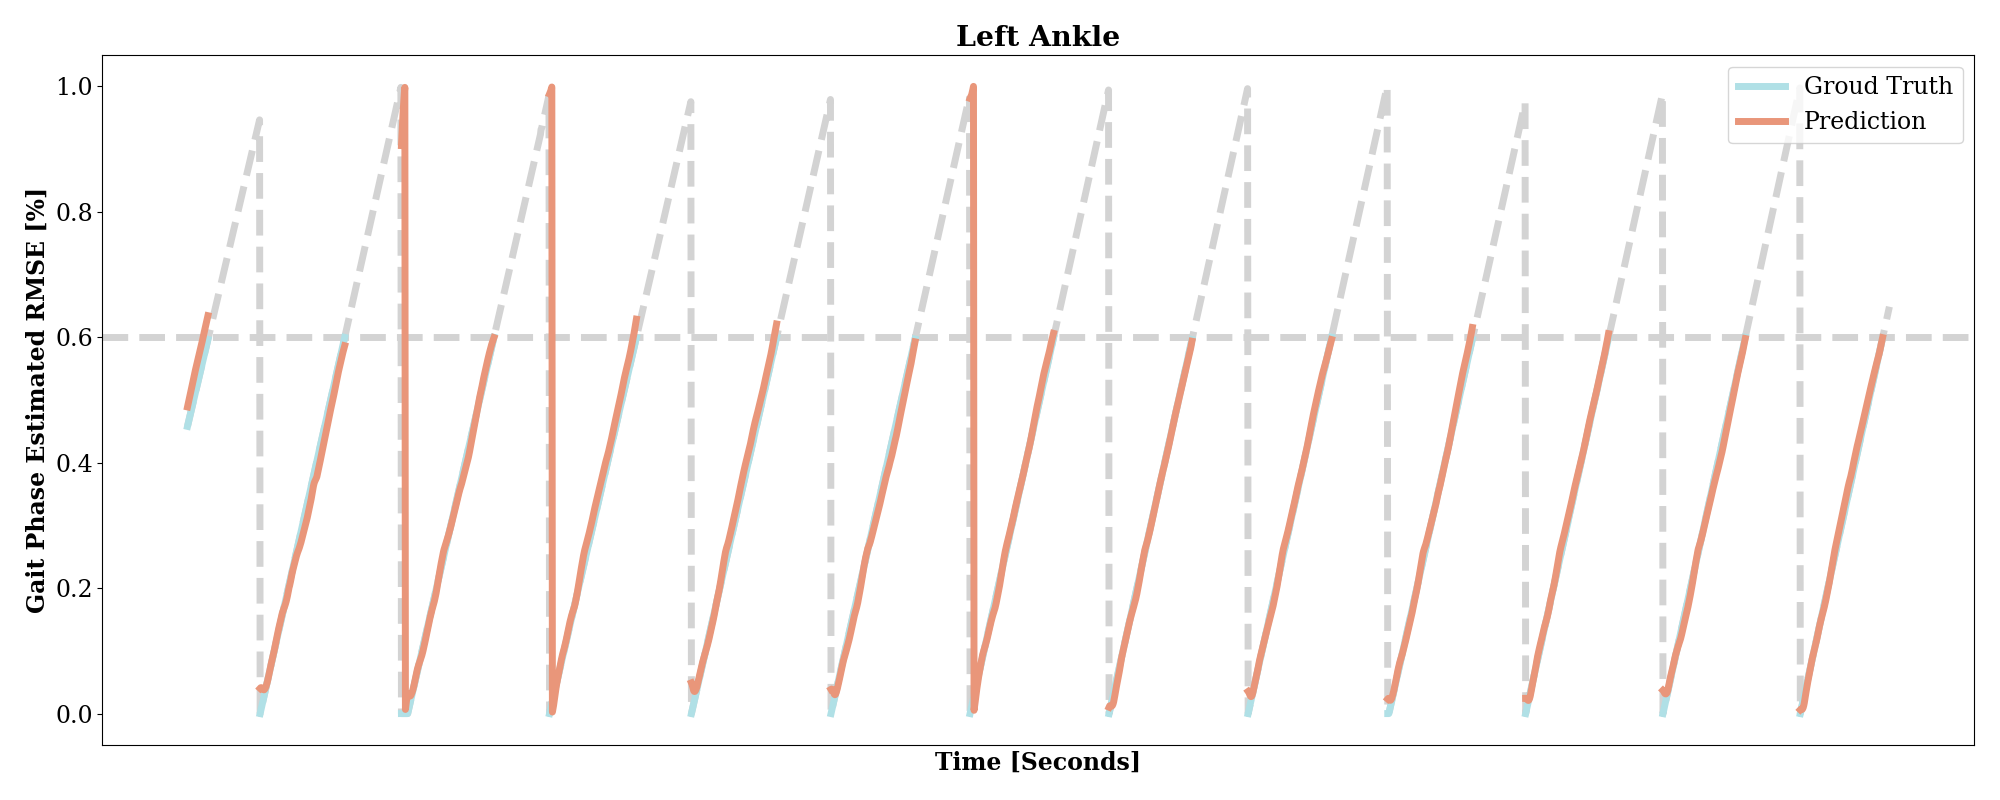 Left Ankle
Gait Phase Estimated RMSE [%]
1.0
0.8
0.6
0.4
0.2
0.0
Groud Truth
Prediction
Time [Seconds]